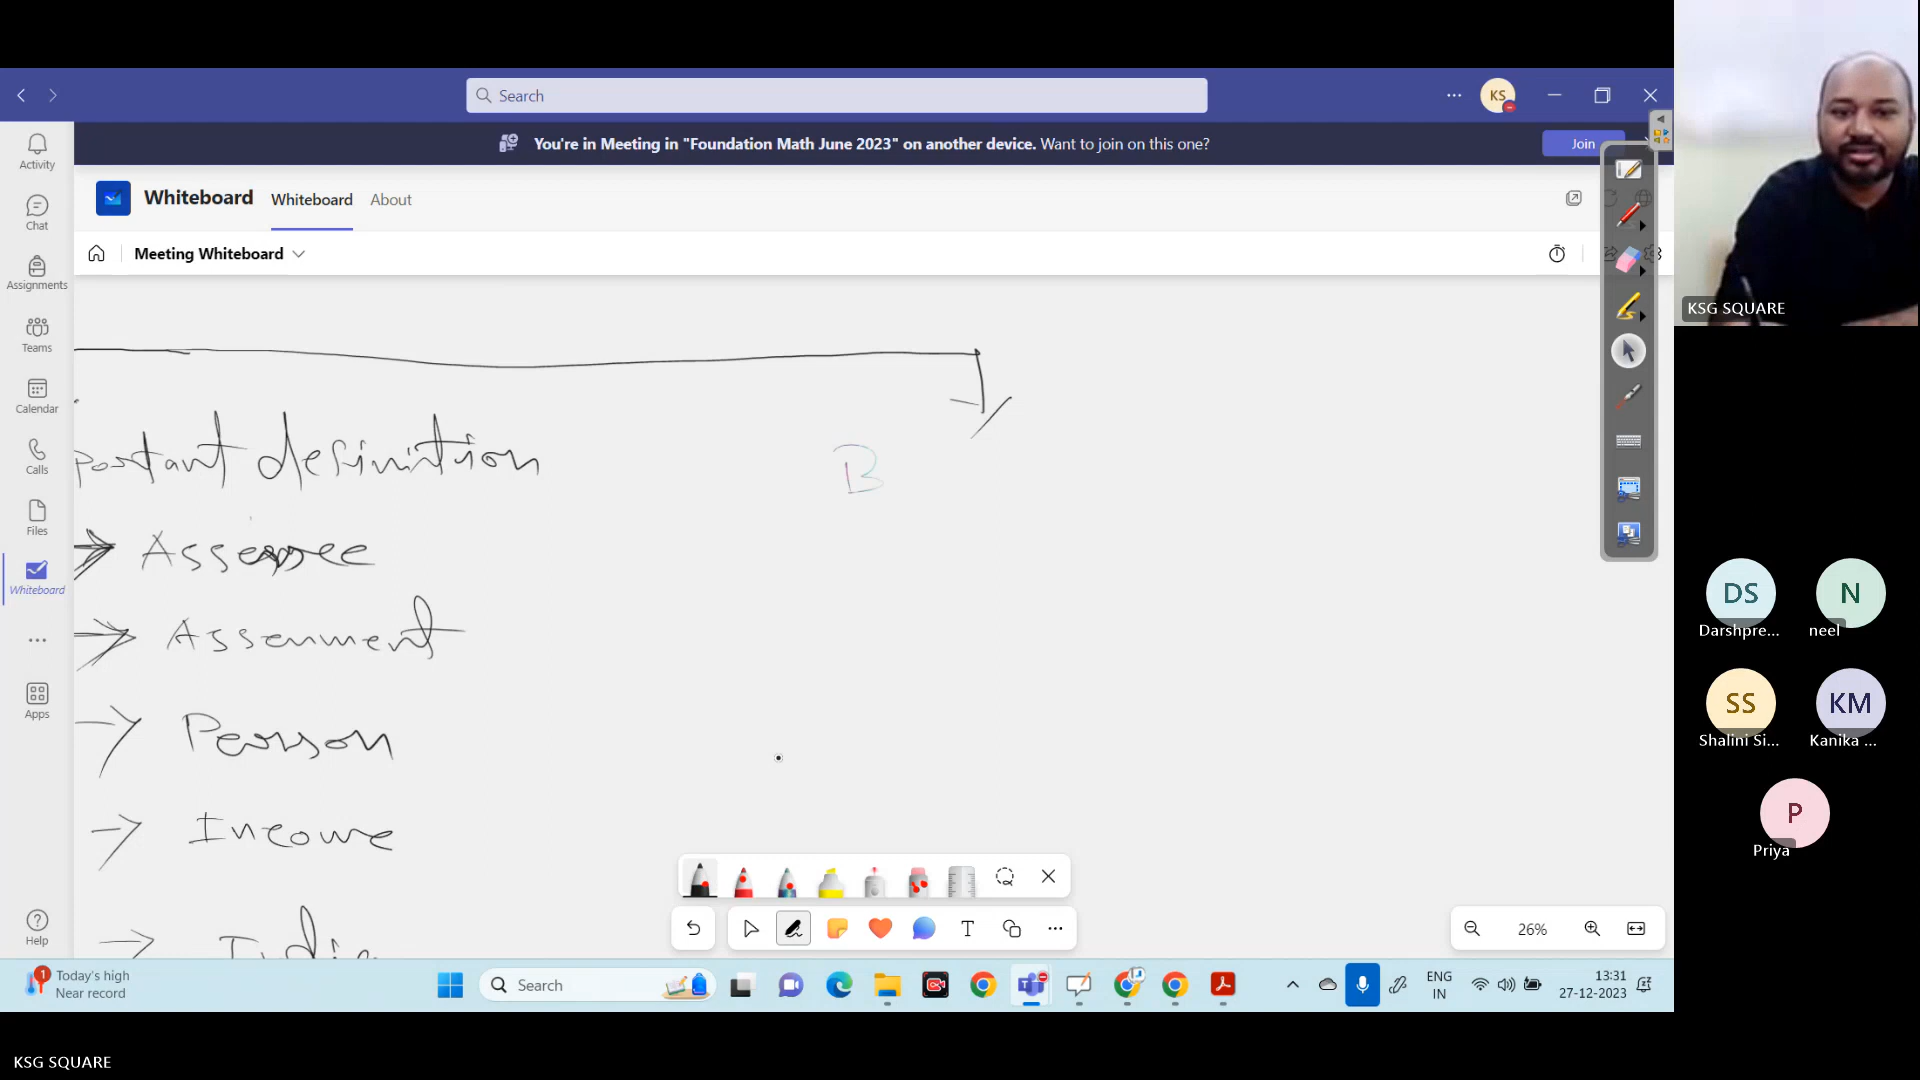 Search
KS
You're in Meeting in "Foundation Math June 2023" on another device. Want to join on this one?
Join
Activity
Whiteboard
Whiteboard
About
Chat
Meeting Whiteboard
Assignments
KSG SQUARE
Teams
Calendar
portant definition
B
Calls
Files
Assessee
Whiteboard
DS
N
Darshpre...
neel
Assessment
Apps
SS
KM
Shalini Si...
Kanika ...
Person
P
Priya
Income
Help
India
26%
1
Today's high
Near record
Search
ENG
IN
13:31
27-12-2023
KSG SQUARE